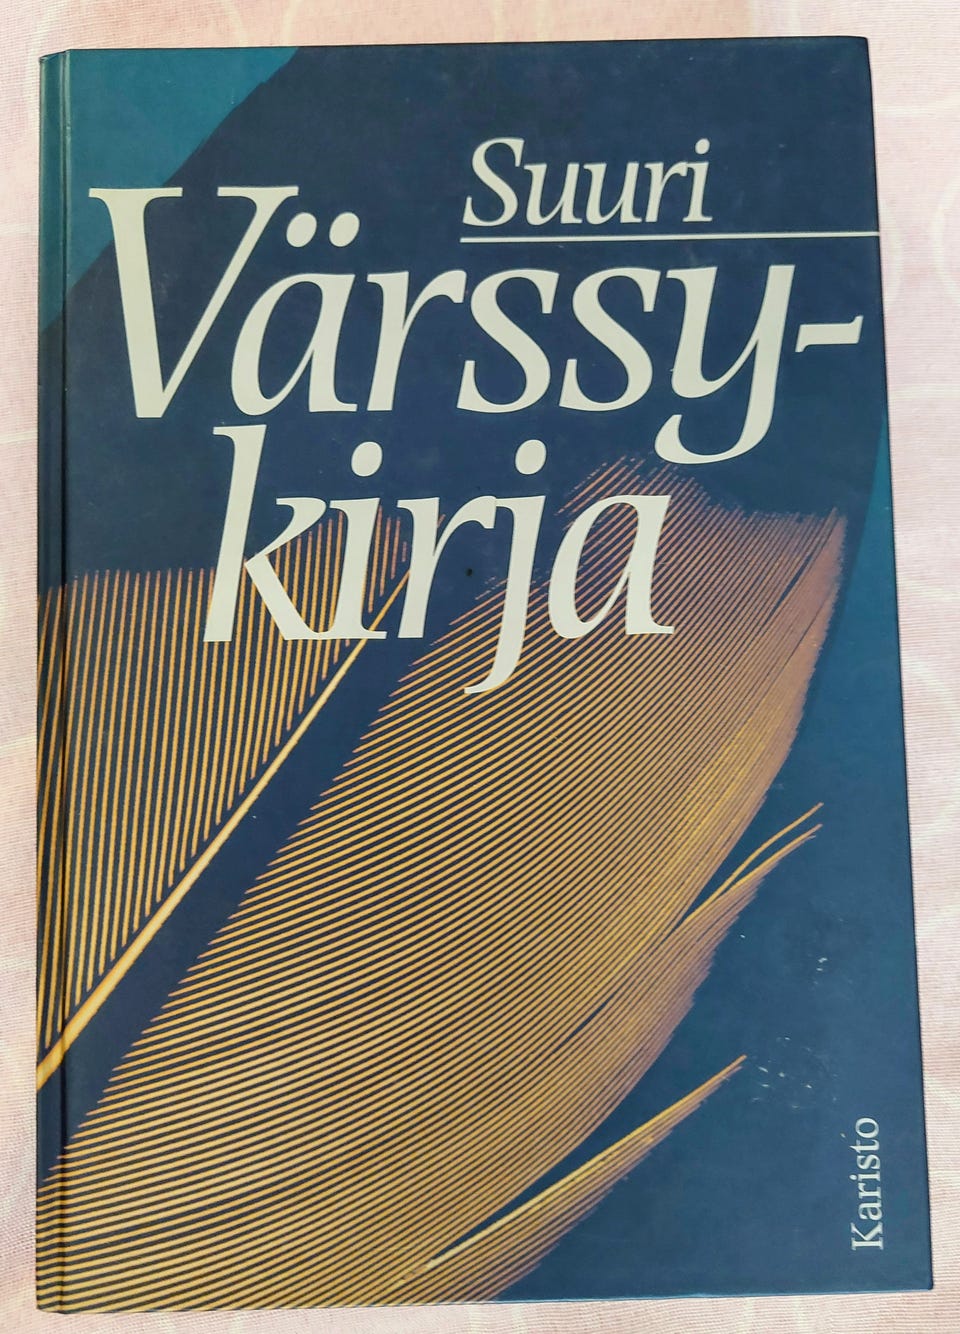 Suuri
Värssy-
kirja
Karisto